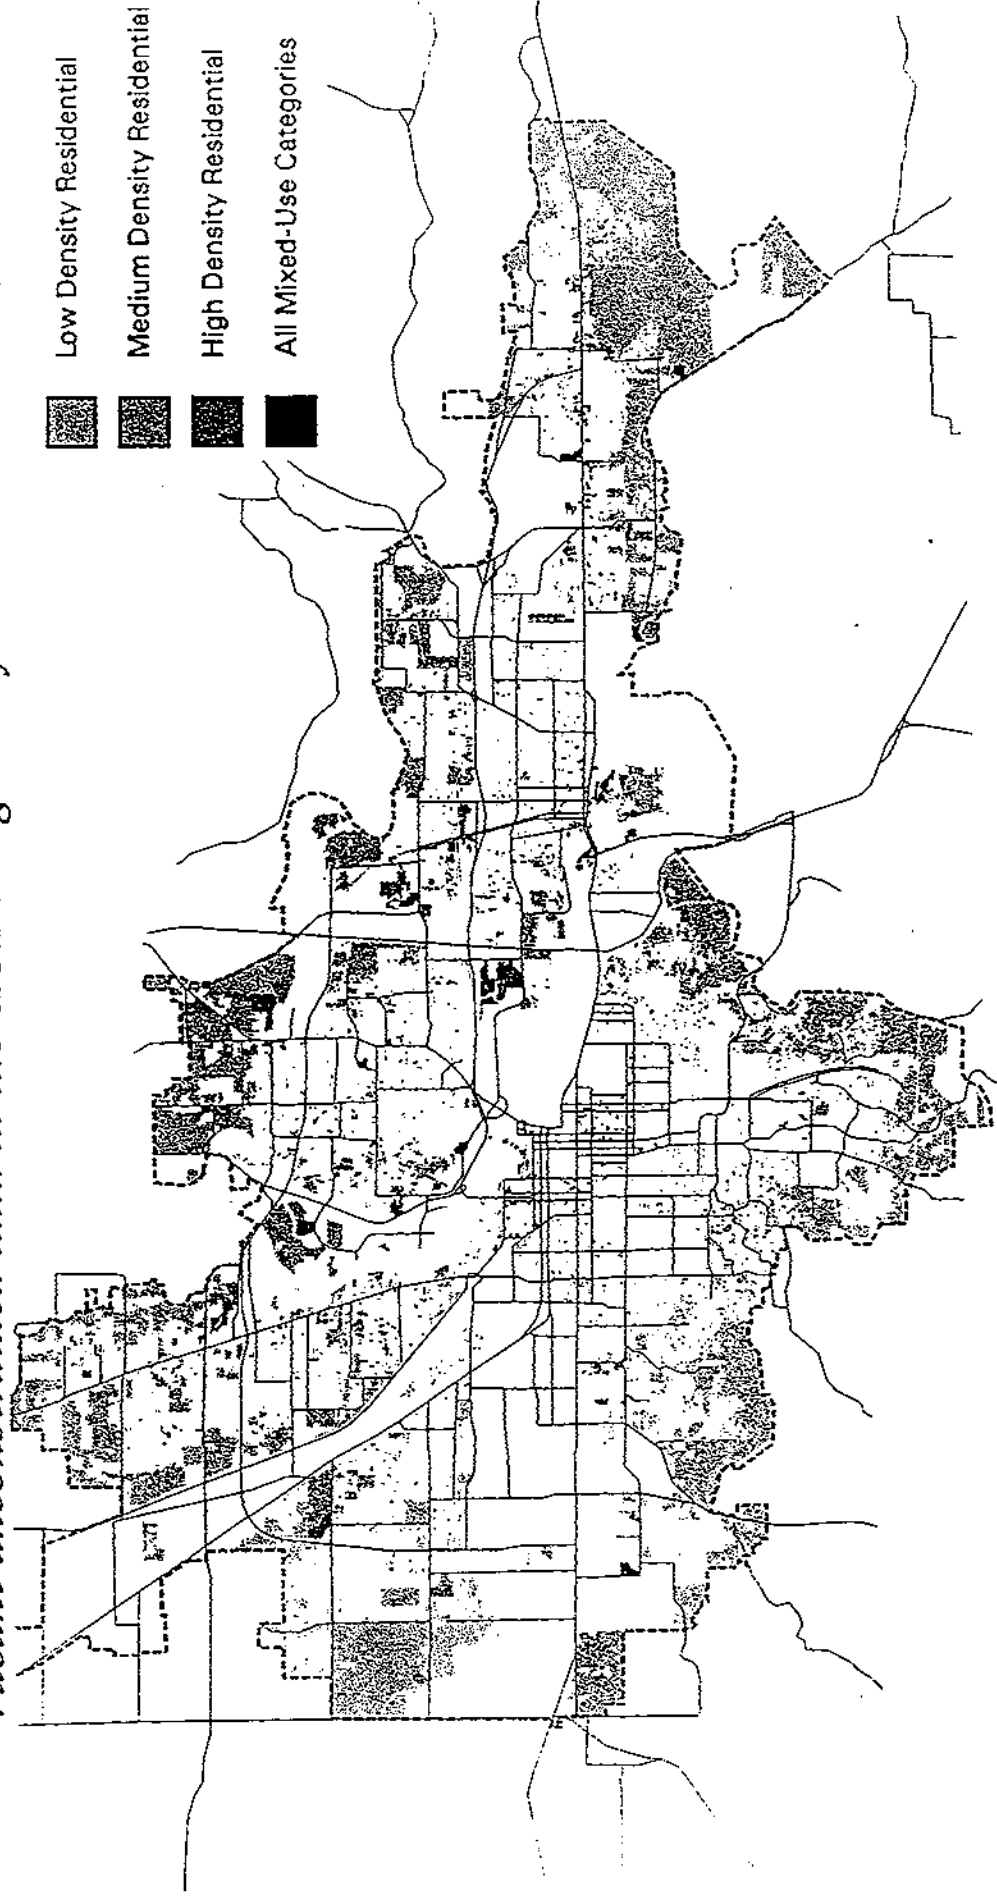 Low Density Residential
Medium Density Residential
High Density Residential
All Mixed-Use Categories